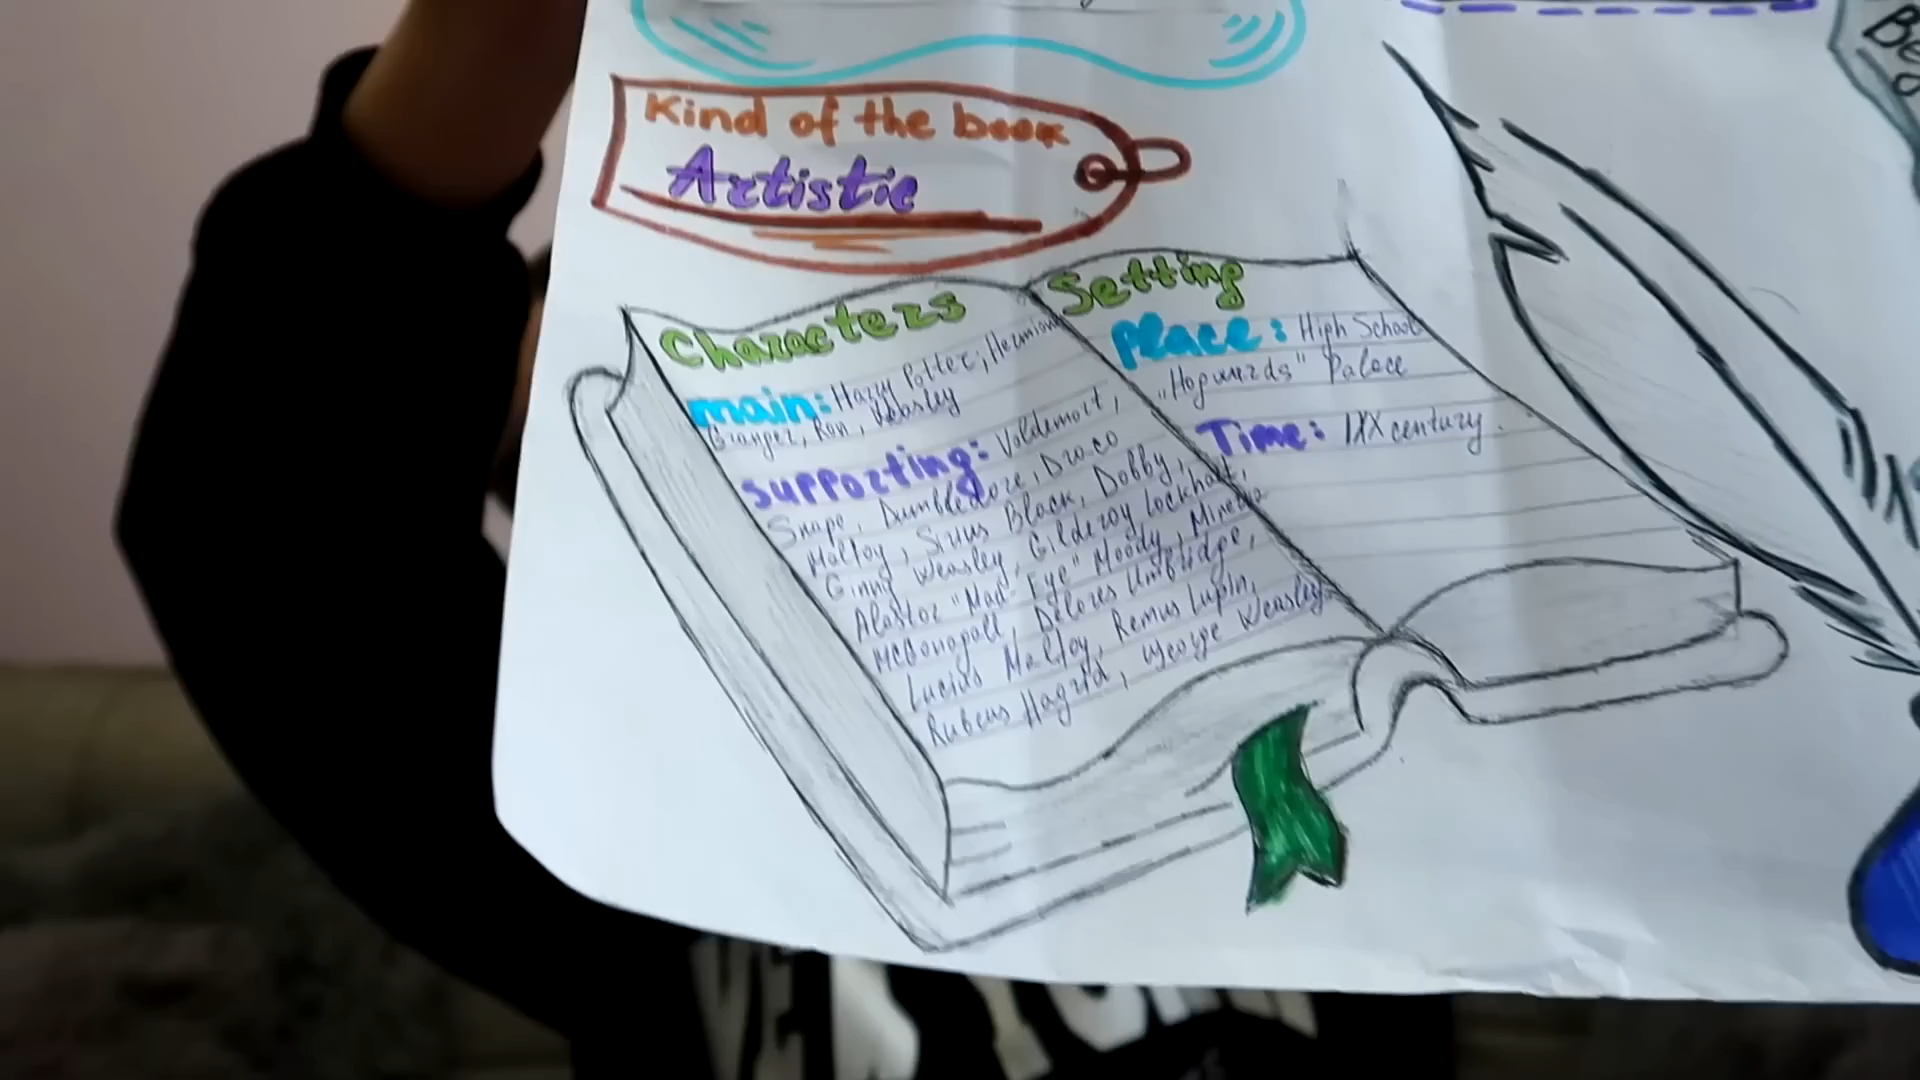 Kind of the book
Artistic
Characters
main: Harry Potter, Hermione
Granger, Ron, Weasley
supporting: Voldemort,
Snape, Dumbledore, Draco
Malfoy, Sirius Black, Dobby,
Ginny Weasley, Gilderoy Lockhart,
Alastor "Mad-Eye" Moody, Minerva
McGonagall, Delores Umbridge,
Lucius Malfoy, Remus Lupin,
Rubeus Hagrid, George Weasley
Setting
Place: High School
„Hogwards" Palace
Time: IXX century.
Be